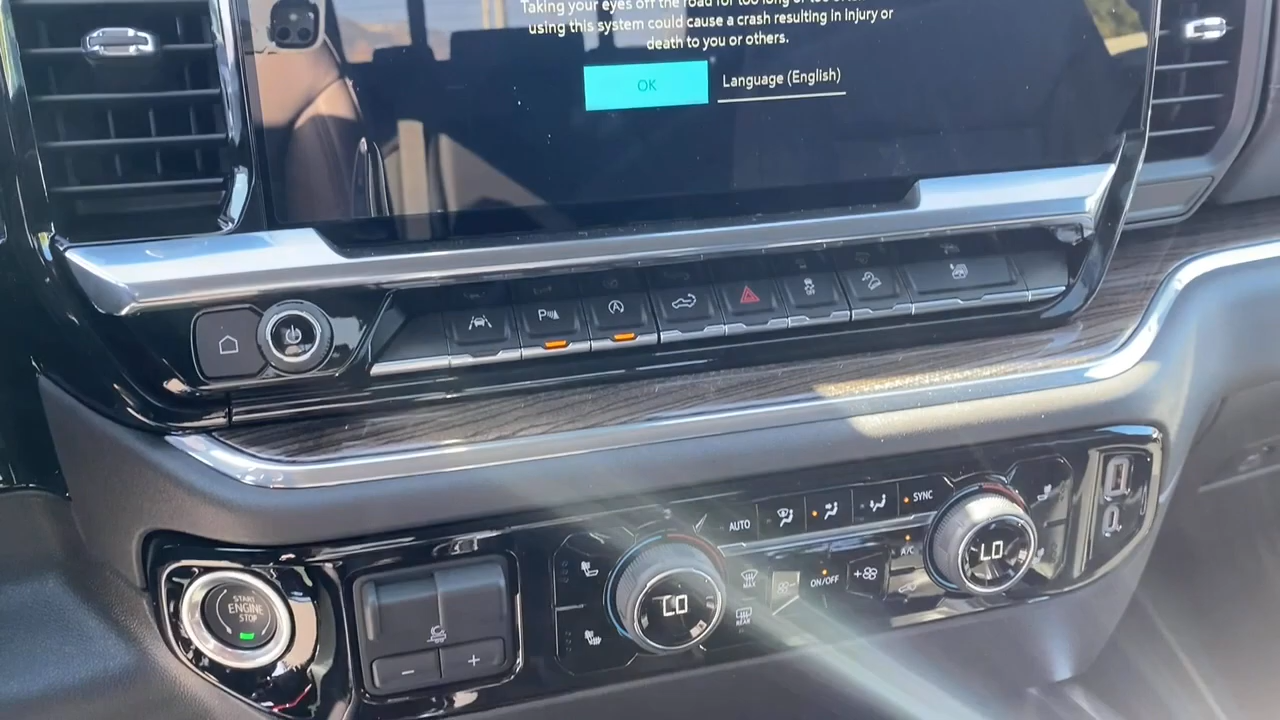 Taking your eyes off the road for too long or too often
using this system could cause a crash resulting in injury or
death to you or others.
OK
Language (English)
P
A
AUTO
SYNC
A/C
LO
MAX
ON/OFF
LO
REAR
START
ENGINE
STOP